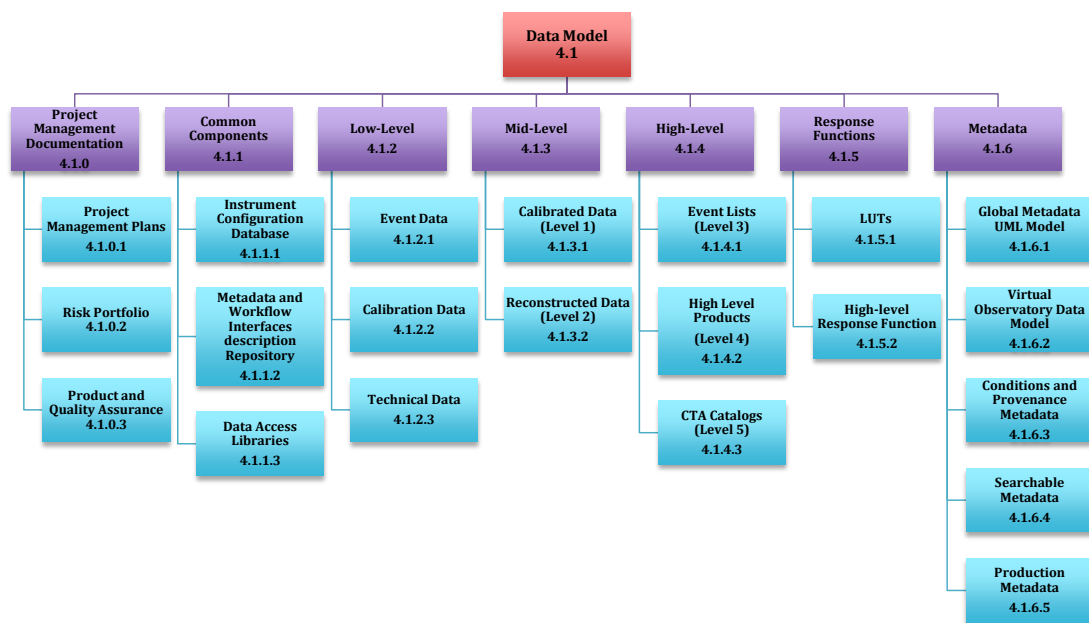 Data Model
4.1
Project
Management
Documentation
4.1.0
Common
Components
4.1.1
Low-Level
4.1.2
Mid-Level
4.1.3
High-Level
4.1.4
Response
Functions
4.1.5
Metadata
4.1.6
Project
Management Plans
4.1.0.1
Risk Portfolio
4.1.0.2
Product and
Quality Assurance
4.1.0.3
Instrument
Configuration
Database
4.1.1.1
Metadata and
Workflow
Interfaces
description
Repository
4.1.1.2
Data Access
Libraries
4.1.1.3
Event Data
4.1.2.1
Calibration Data
4.1.2.2
Technical Data
4.1.2.3
Calibrated Data
(Level 1)
4.1.3.1
Reconstructed Data
(Level 2)
4.1.3.2
Event Lists
(Level 3)
4.1.4.1
High Level
Products
(Level 4)
4.1.4.2
CTA Catalogs
(Level 5)
4.1.4.3
LUTs
4.1.5.1
High-level
Response Function
4.1.5.2
Global Metadata
UML Model
4.1.6.1
Virtual
Observatory Data
Model
4.1.6.2
Conditions and
Provenance
Metadata
4.1.6.3
Searchable
Metadata
4.1.6.4
Production
Metadata
4.1.6.5